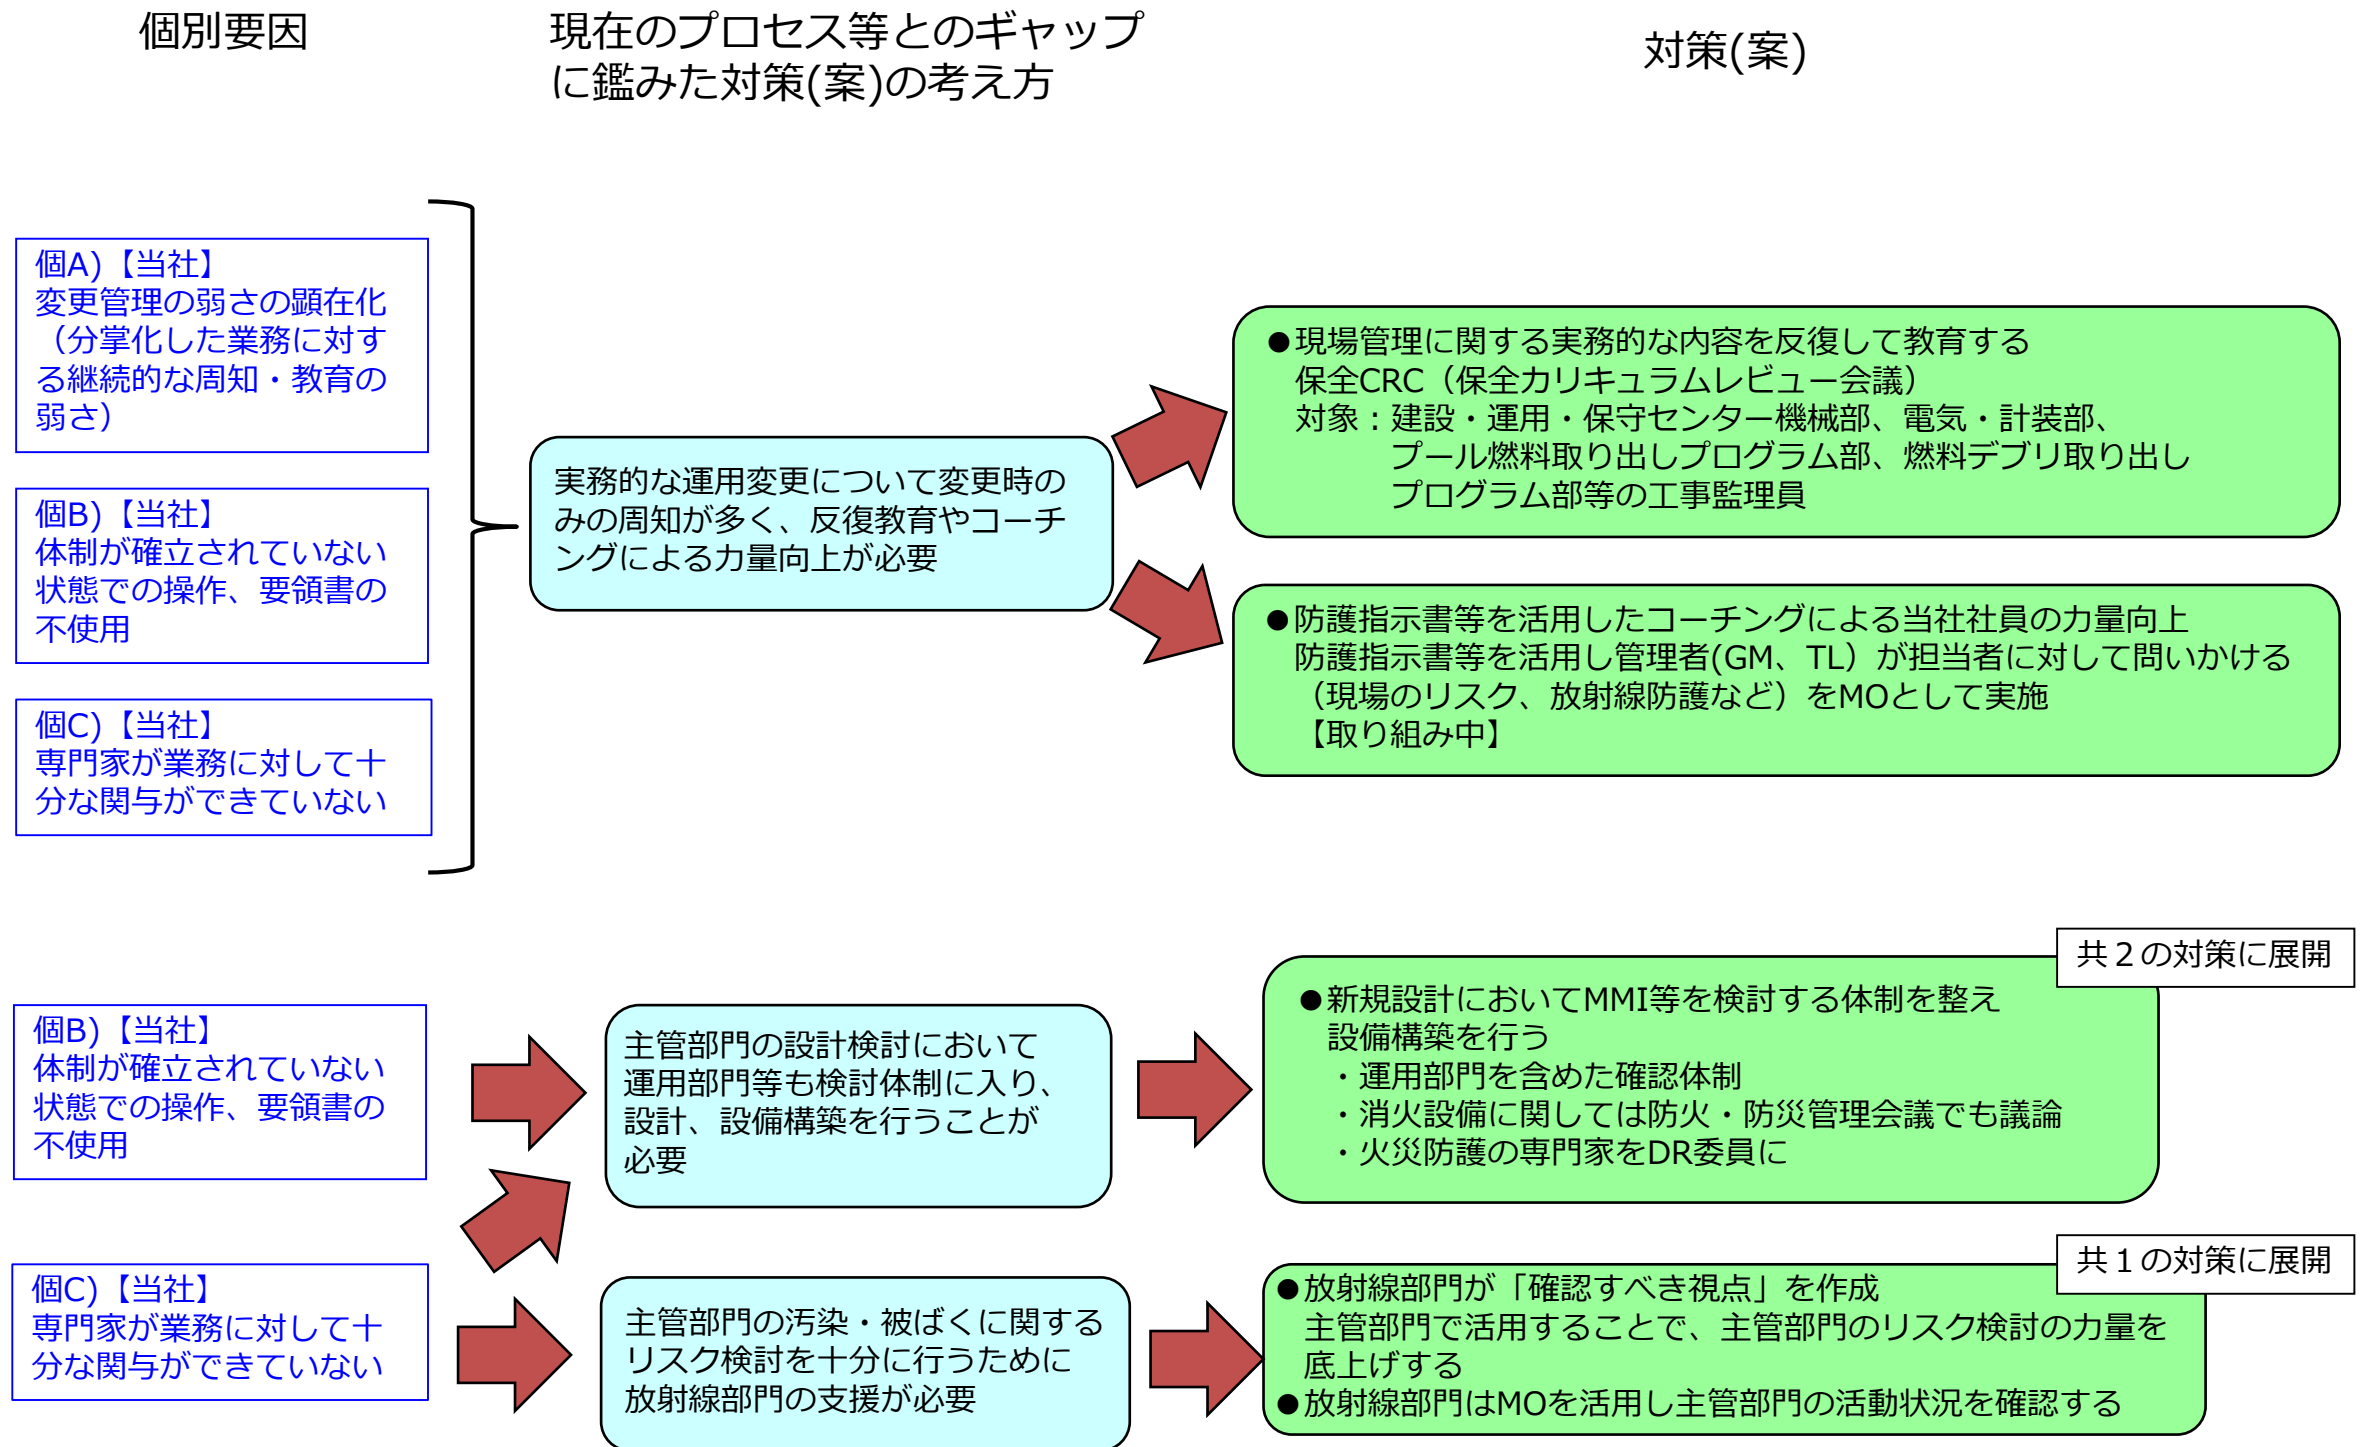 個別要因
現在のプロセス等とのギャップ
に鑑みた対策(案)の考え方
対策(案)
個A)【当社】
変更管理の弱さの顕在化
（分掌化した業務に対す
る継続的な周知・教育の
弱さ）
個B)【当社】
体制が確立されていない
状態での操作、要領書の
不使用
個C)【当社】
専門家が業務に対して十
分な関与ができていない
実務的な運用変更について変更時の
みの周知が多く、反復教育やコーチ
ングによる力量向上が必要
●現場管理に関する実務的な内容を反復して教育する
保全CRC（保全カリキュラムレビュー会議）
対象：建設・運用・保守センター機械部、電気・計装部、
プール燃料取り出しプログラム部、燃料デブリ取り出し
プログラム部等の工事監理員
●防護指示書等を活用したコーチングによる当社社員の力量向上
防護指示書等を活用し管理者(GM、TL）が担当者に対して問いかける
（現場のリスク、放射線防護など）をMOとして実施
【取り組み中】
個B)【当社】
体制が確立されていない
状態での操作、要領書の
不使用
主管部門の設計検討において
運用部門等も検討体制に入り、
設計、設備構築を行うことが
必要
共２の対策に展開
●新規設計においてMMI等を検討する体制を整え
設備構築を行う
・運用部門を含めた確認体制
・消火設備に関しては防火・防災管理会議でも議論
・火災防護の専門家をDR委員に
個C)【当社】
専門家が業務に対して十
分な関与ができていない
主管部門の汚染・被ばくに関する
リスク検討を十分に行うために
放射線部門の支援が必要
共１の対策に展開
●放射線部門が「確認すべき視点」を作成
主管部門で活用することで、主管部門のリスク検討の力量を
底上げする
●放射線部門はMOを活用し主管部門の活動状況を確認する